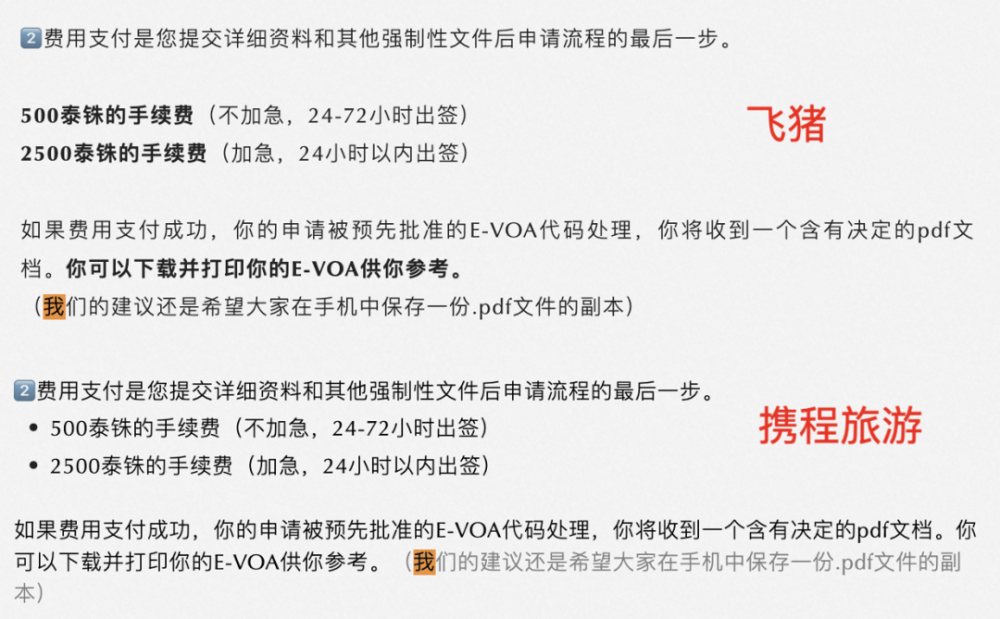 2费用支付是您提交详细资料和其他强制性文件后申请流程的最后一步。
500泰铢的手续费（不加急，24-72小时出签）
飞猪
2500泰铢的手续费（加急，24小时以内出签）
如果费用支付成功，你的申请被预先批准的E-VOA代码处理，你将收到一个含有决定的pdf文
档。你可以下载并打印你的E-VOA供你参考。
（我们的建议还是希望大家在手机中保存一份.pdf文件的副本）
2费用支付是您提交详细资料和其他强制性文件后申请流程的最后一步。
• 500泰铢的手续费（不加急，24-72小时出签）
携程旅游
• 2500泰铢的手续费（加急，24小时以内出签）
如果费用支付成功，你的申请被预先批准的E-VOA代码处理，你将收到一个含有决定的pdf文档。你
可以下载并打印你的E-VOA供你参考。（我们的建议还是希望大家在手机中保存一份.pdf文件的副
本）